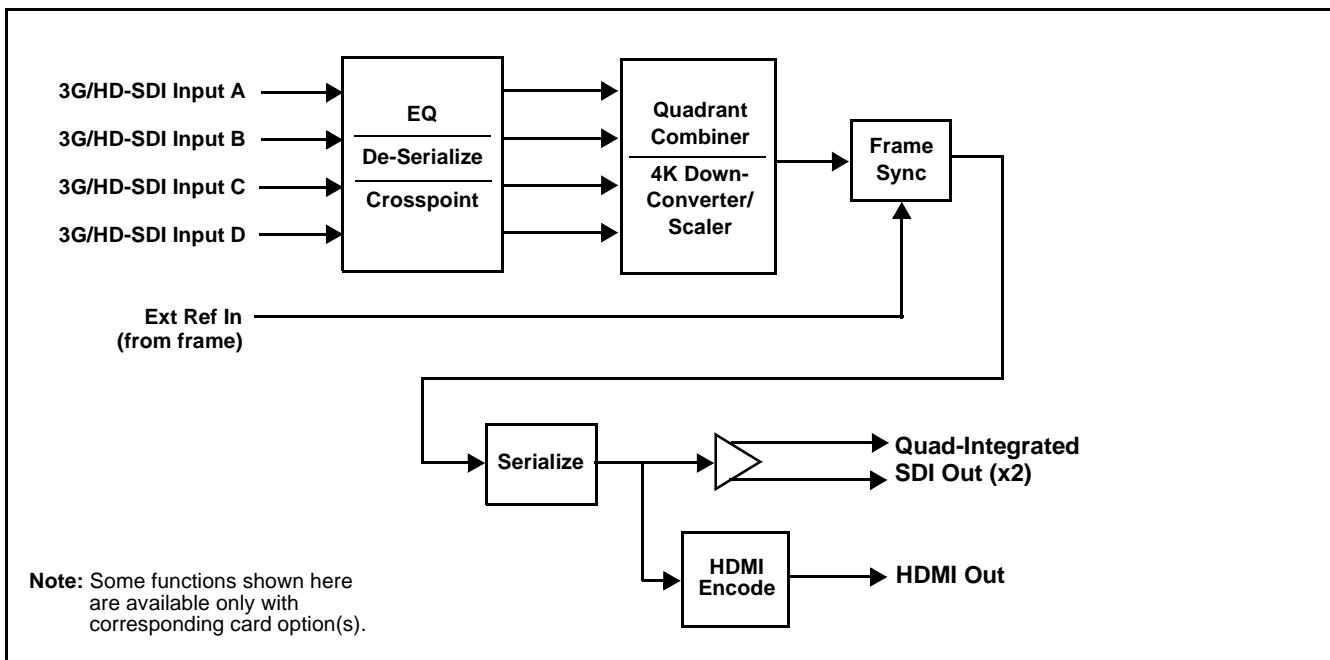 3G/HD-SDI Input A
3G/HD-SDI Input B
3G/HD-SDI Input C
3G/HD-SDI Input D
EQ
De-Serialize
Crosspoint
Quadrant
Combiner
4K Down-
Converter/
Scaler
Frame
Sync
Ext Ref In
(from frame)
Serialize
Quad-Integrated
SDI Out (x2)
HDMI
Encode
HDMI Out
Note: Some functions shown here
are available only with
corresponding card option(s).